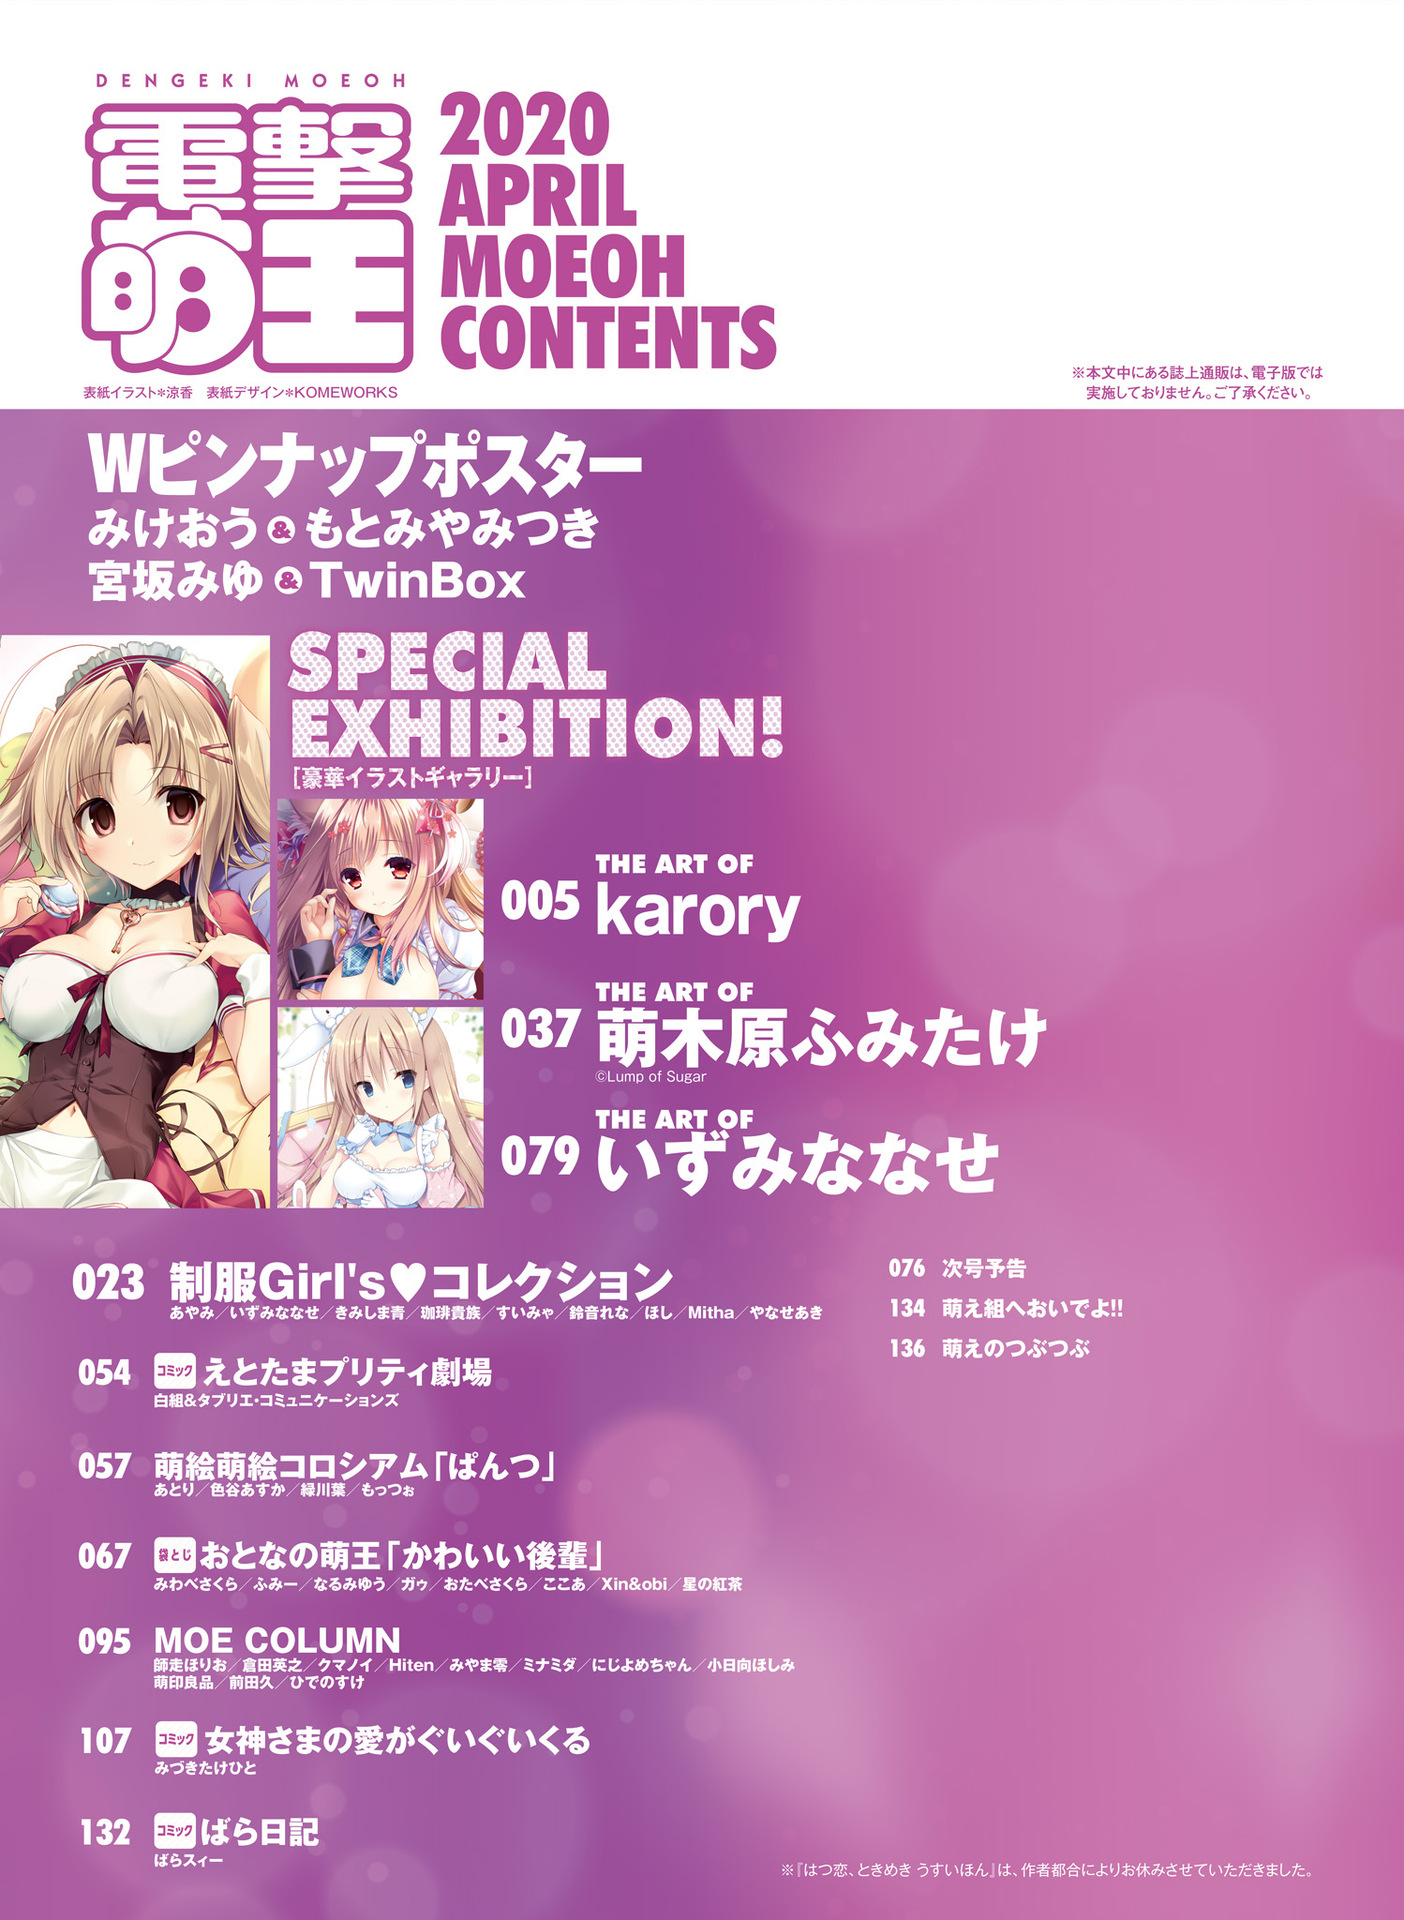 DENGEKI MOEOH
電撃
萌王
2020
APRIL
MOEOH
CONTENTS
表紙イラスト＊涼香　表紙デザイン＊KOMEWORKS
※本文中にある誌上通販は、電子版では
実施しておりません。ご了承ください。
Wピンナップポスター
みけおう&もとみやみつき
宮坂みゆ&TwinBox
SPECIAL
EXHIBITION!
[豪華イラストギャラリー]
THE ART OF
005 karory
THE ART OF
037 萌木原ふみたけ
©Lump of Sugar
THE ART OF
079 いずみななせ
023 制服Girl's♥コレクション
あやみ／いずみななせ／きみしま青／珈琲貴族／すいみゃ／鈴音れな／ほし／Mitha／やなせあき
054 コミック えとたまプリティ劇場
白組&タブリエ・コミュニケーションズ
057 萌絵萌絵コロシアム「ぱんつ」
あとり／色谷あすか／緑川葉／もっつぉ
067 袋とじ おとなの萌王「かわいい後輩」
みわべさくら／ふみー／なるみゆう／ガゥ／おたべさくら／ここあ／Xin&obi／星の紅茶
095 MOE COLUMN
師走ほりお／倉田英之／クマノイ／Hiten／みやま零／ミナミダ／にじよめちゃん／小日向ほしみ
萌印良品／前田久／ひでのすけ
107 コミック 女神さまの愛がぐいぐいくる
みづきたけひと
132 コミック ばら日記
ばらスィー
076 次号予告
134 萌え組へおいでよ!!
136 萌えのつぶつぶ
※『はつ恋、ときめき うすいほん』は、作者都合によりお休みさせていただきました。